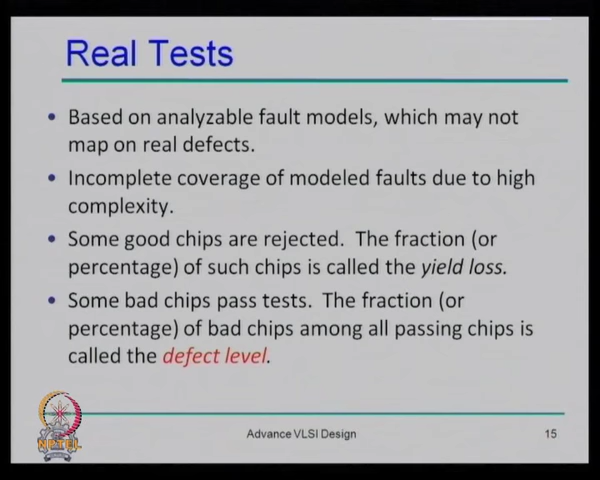 Real Tests
• Based on analyzable fault models, which may not
map on real defects.
• Incomplete coverage of modeled faults due to high
complexity.
• Some good chips are rejected. The fraction (or
percentage) of such chips is called the yield loss.
• Some bad chips pass tests. The fraction (or
percentage) of bad chips among all passing chips is
called the defect level.
NPTEL
Advance VLSI Design
15